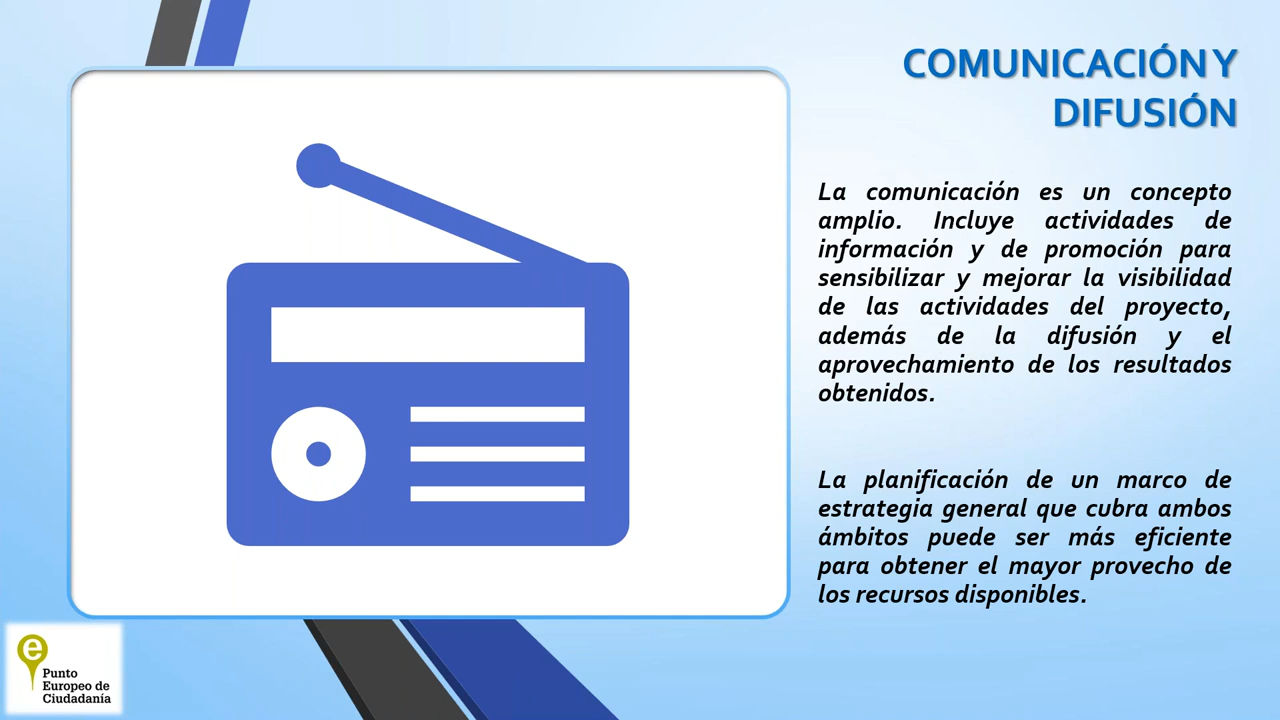 COMUNICACIÓN Y
DIFUSIÓN
La comunicación es un concepto
amplio. Incluye actividades de
información y de promoción para
sensibilizar y mejorar la visibilidad
de las actividades del proyecto,
además de la difusión y el
aprovechamiento de los resultados
obtenidos.
La planificación de un marco de
estrategia general que cubra ambos
ámbitos puede ser más eficiente
para obtener el mayor provecho de
los recursos disponibles.
e
Punto
Europeo de
Ciudadanía